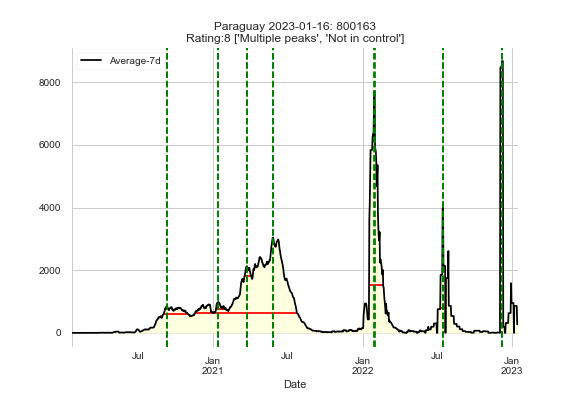 Paraguay 2023-01-16: 800163
Rating:8 ['Multiple peaks', 'Not in control']
Average-7d
8000
6000
4000
2000
0
Jul
Jan
2021
Jul
Jan
2022
Jul
Jan
2023
Date